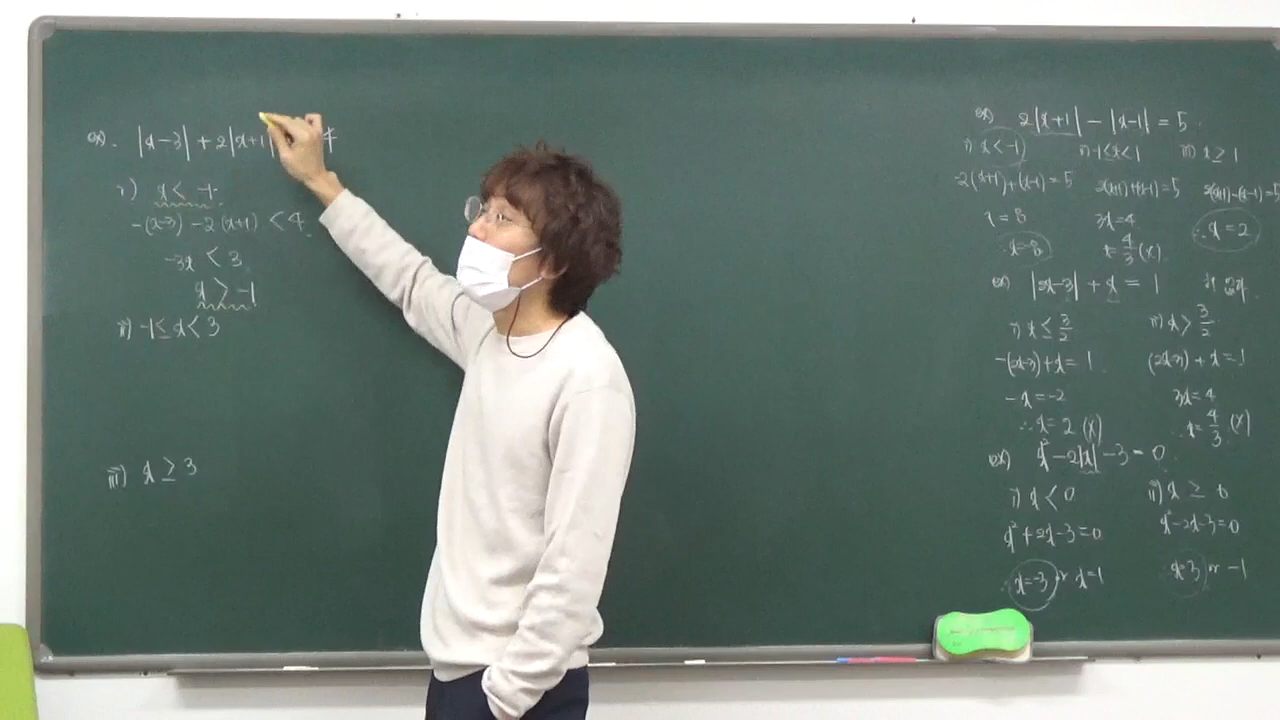 ex). |x-3| + 2|x+1| 4
i) x < -1
-(x-3) -2(x+1) < 4
-3x < 3
x > -1
ii) -1 ≤ x < 3
iii) x ≥ 3
ex) 2|x+1| - |x-1| = 5
i) x < -1 ii) -1 ≤ x < 1 iii) x ≥ 1
-2(x+1)+(x-1)=5 2(x+1)+(x-1)=5 2(x+1)-(x-1)=5
x = 8 3x=4 ∴ x=2
∴ x=-8 x=4/3 (x)
ex) |2x-3| + x = 1
i) x ≤ 3/2 ii) x > 3/2
-(2x-3)+x = 1 (2x-3)+x=1
-x=-2 3x=4
∴ x=2 (x) ∴ x=4/3 (x)
ex) x²-2|x|-3=0
i) x < 0 ii) x ≥ 0
x²+2x-3=0 x²-2x-3=0
∴ x=-3 or x=1 ∴ x=3 or -1